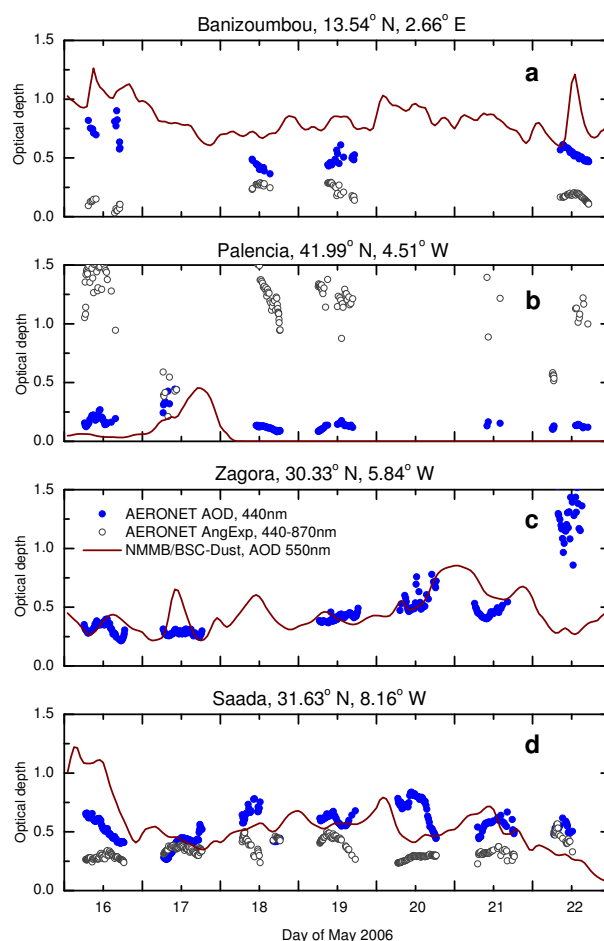 Banizoumbou, 13.54° N, 2.66° E
1.5
a
1.0
Optical depth
0.5
0.0
Palencia, 41.99° N, 4.51° W
1.5
b
1.0
Optical depth
0.5
0.0
Zagora, 30.33° N, 5.84° W
1.5
AERONET AOD, 440nm
c
AERONET AngExp, 440-870nm
1.0
NMMB/BSC-Dust, AOD 550nm
Optical depth
0.5
0.0
Saada, 31.63° N, 8.16° W
1.5
d
1.0
Optical depth
0.5
0.0
16 17 18 19 20 21 22
Day of May 2006